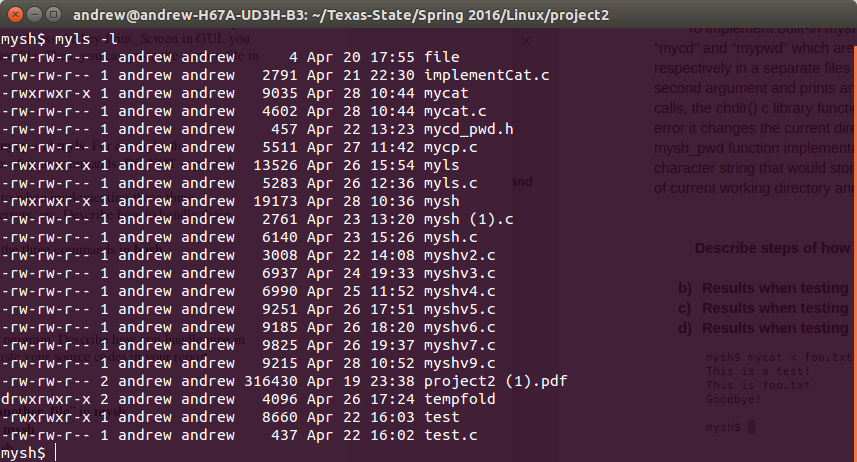 andrew@andrew-H67A-UD3H-B3: ~/Texas-State/Spring 2016/Linux/project2
mysh$ myls -l
-rw-rw-r-- 1 andrew andrew 4 Apr 20 17:55 file
-rw-rw-r-- 1 andrew andrew 2791 Apr 21 22:30 implementCat.c
-rwxrwxr-x 1 andrew andrew 9035 Apr 28 10:44 mycat
-rw-rw-r-- 1 andrew andrew 4602 Apr 28 10:44 mycat.c
-rw-rw-r-- 1 andrew andrew 457 Apr 22 13:23 mycd_pwd.h
-rw-rw-r-- 1 andrew andrew 5511 Apr 27 11:42 mycp.c
-rwxrwxr-x 1 andrew andrew 13526 Apr 26 15:54 myls
-rw-rw-r-- 1 andrew andrew 5283 Apr 26 12:36 myls.c
-rwxrwxr-x 1 andrew andrew 19173 Apr 28 10:36 mysh
-rw-rw-r-- 1 andrew andrew 2761 Apr 23 13:20 mysh (1).c
-rw-rw-r-- 1 andrew andrew 6140 Apr 23 15:26 mysh.c
-rw-rw-r-- 1 andrew andrew 3008 Apr 22 14:08 myshv2.c
-rw-rw-r-- 1 andrew andrew 6937 Apr 24 19:33 myshv3.c
-rw-rw-r-- 1 andrew andrew 6990 Apr 25 11:52 myshv4.c
-rw-rw-r-- 1 andrew andrew 9251 Apr 26 17:51 myshv5.c
-rw-rw-r-- 1 andrew andrew 9185 Apr 26 18:20 myshv6.c
-rw-rw-r-- 1 andrew andrew 9825 Apr 26 19:37 myshv7.c
-rw-rw-r-- 1 andrew andrew 9215 Apr 28 10:52 myshv9.c
-rw-rw-r-- 2 andrew andrew 316430 Apr 19 23:38 project2 (1).pdf
drwxrwxr-x 2 andrew andrew 4096 Apr 26 17:24 tempfold
-rwxrwxr-x 1 andrew andrew 8660 Apr 22 16:03 test
-rw-rw-r-- 1 andrew andrew 437 Apr 22 16:02 test.c
mysh$
To implement built-in mysh
"mycd" and "mypwd" which are
respectively in a separate files
second argument and prints an
calls, the chdir() c library functio
error it changes the current dire
mysh_pwd function implementa
character string that would stor
of current working directory and
Describe steps of how
b) Results when testing
c) Results when testing
d) Results when testing
mysh$ mycat < foo.txt
This is a test!
This is foo.txt
Goodbye!
mysh$